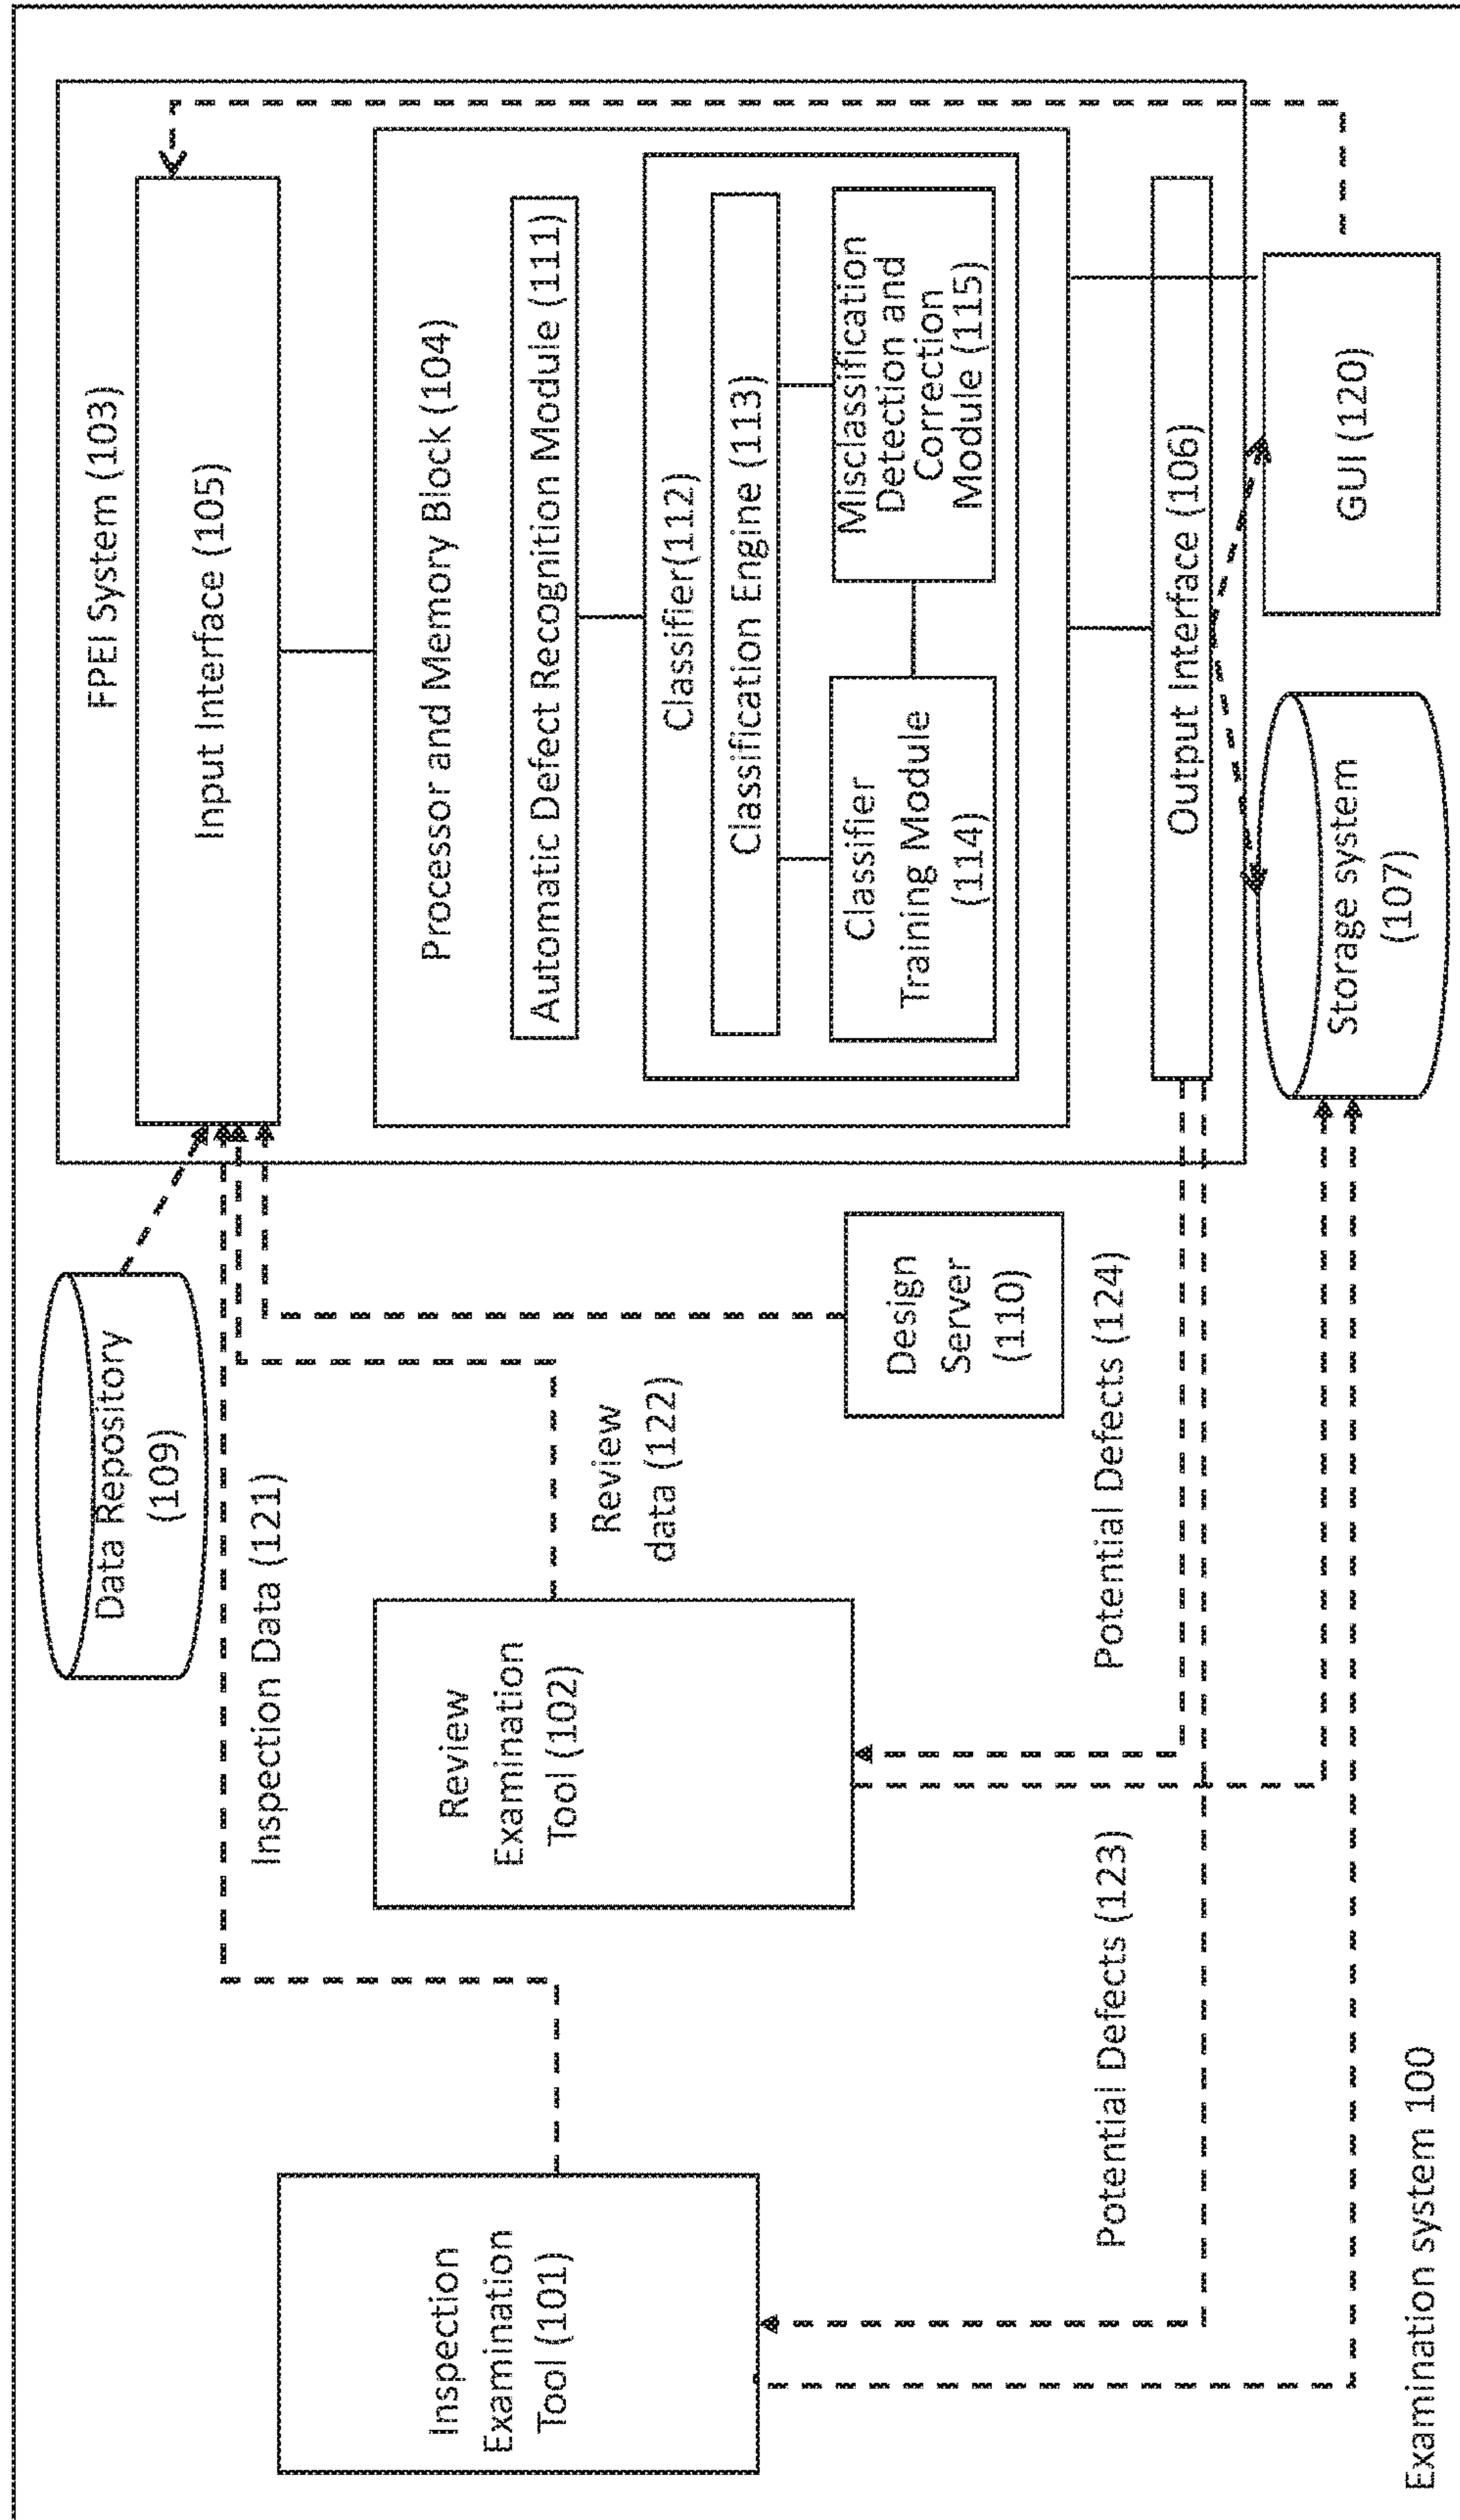 Inspection
Examination
Tool (101)
Review
Examination
Tool (102)
Data Repository
(109)
Inspection Data (121)
Review
data (122)
Design
Server
(110)
Potential Defects (123)
Potential Defects (124)
FPEI System (103)
Input Interface (105)
Processor and Memory Block (104)
Automatic Defect Recognition Module (111)
Classifier(112)
Classification Engine (113)
Classifier
Training Module
(114)
Misclassification
Detection and
Correction
Module (115)
Output Interface (106)
Storage system
(107)
GUI (120)
Examination system 100